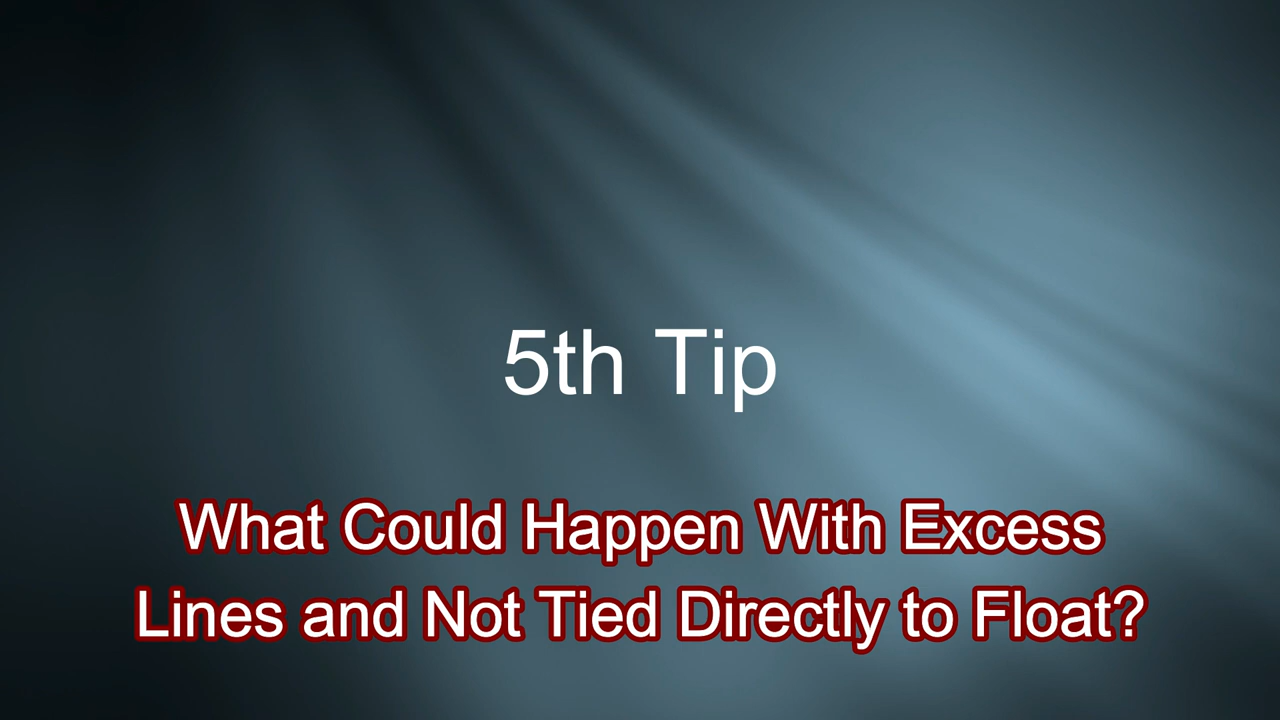 5th Tip
What Could Happen With Excess
Lines and Not Tied Directly to Float?